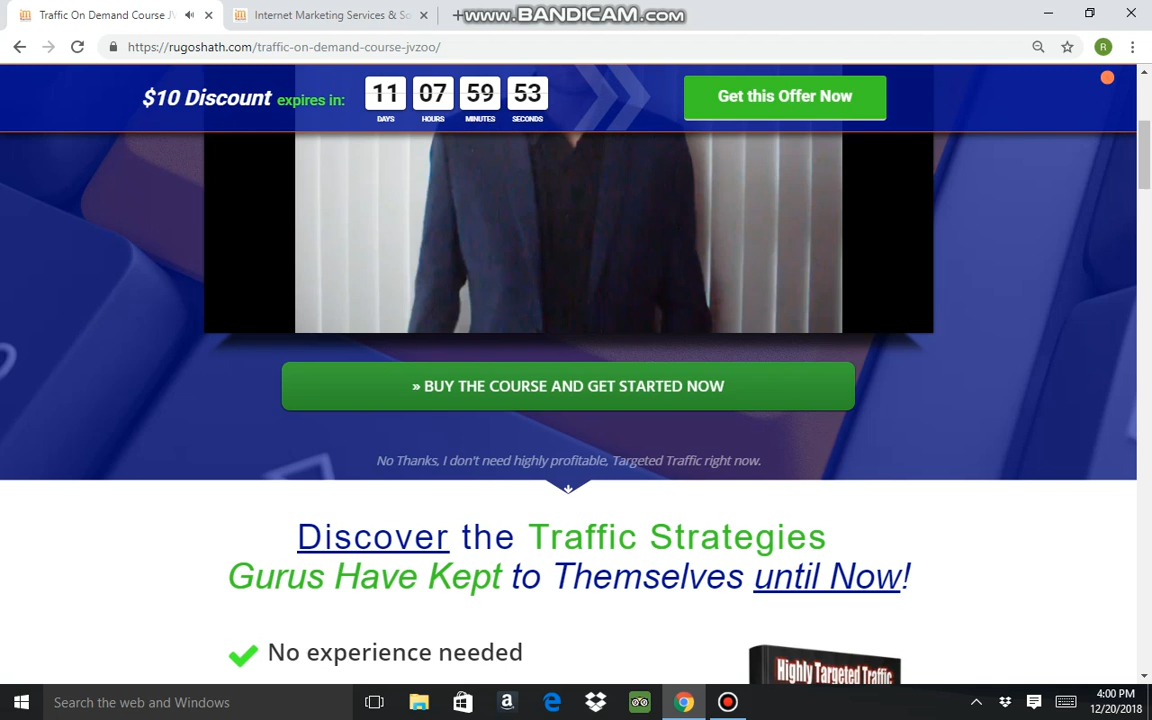 Traffic On Demand Course JV
Internet Marketing Services & So
www.BANDICAM.com
https://rugoshath.com/traffic-on-demand-course-jvzoo/
R
$10 Discount expires in:
11 07 59 53
DAYS HOURS MINUTES SECONDS
Get this Offer Now
» BUY THE COURSE AND GET STARTED NOW
No Thanks, I don't need highly profitable, Targeted Traffic right now.
Discover the Traffic Strategies
Gurus Have Kept to Themselves until Now!
No experience needed
Highly Targeted Traffic
Search the web and Windows
4:00 PM
12/20/2018